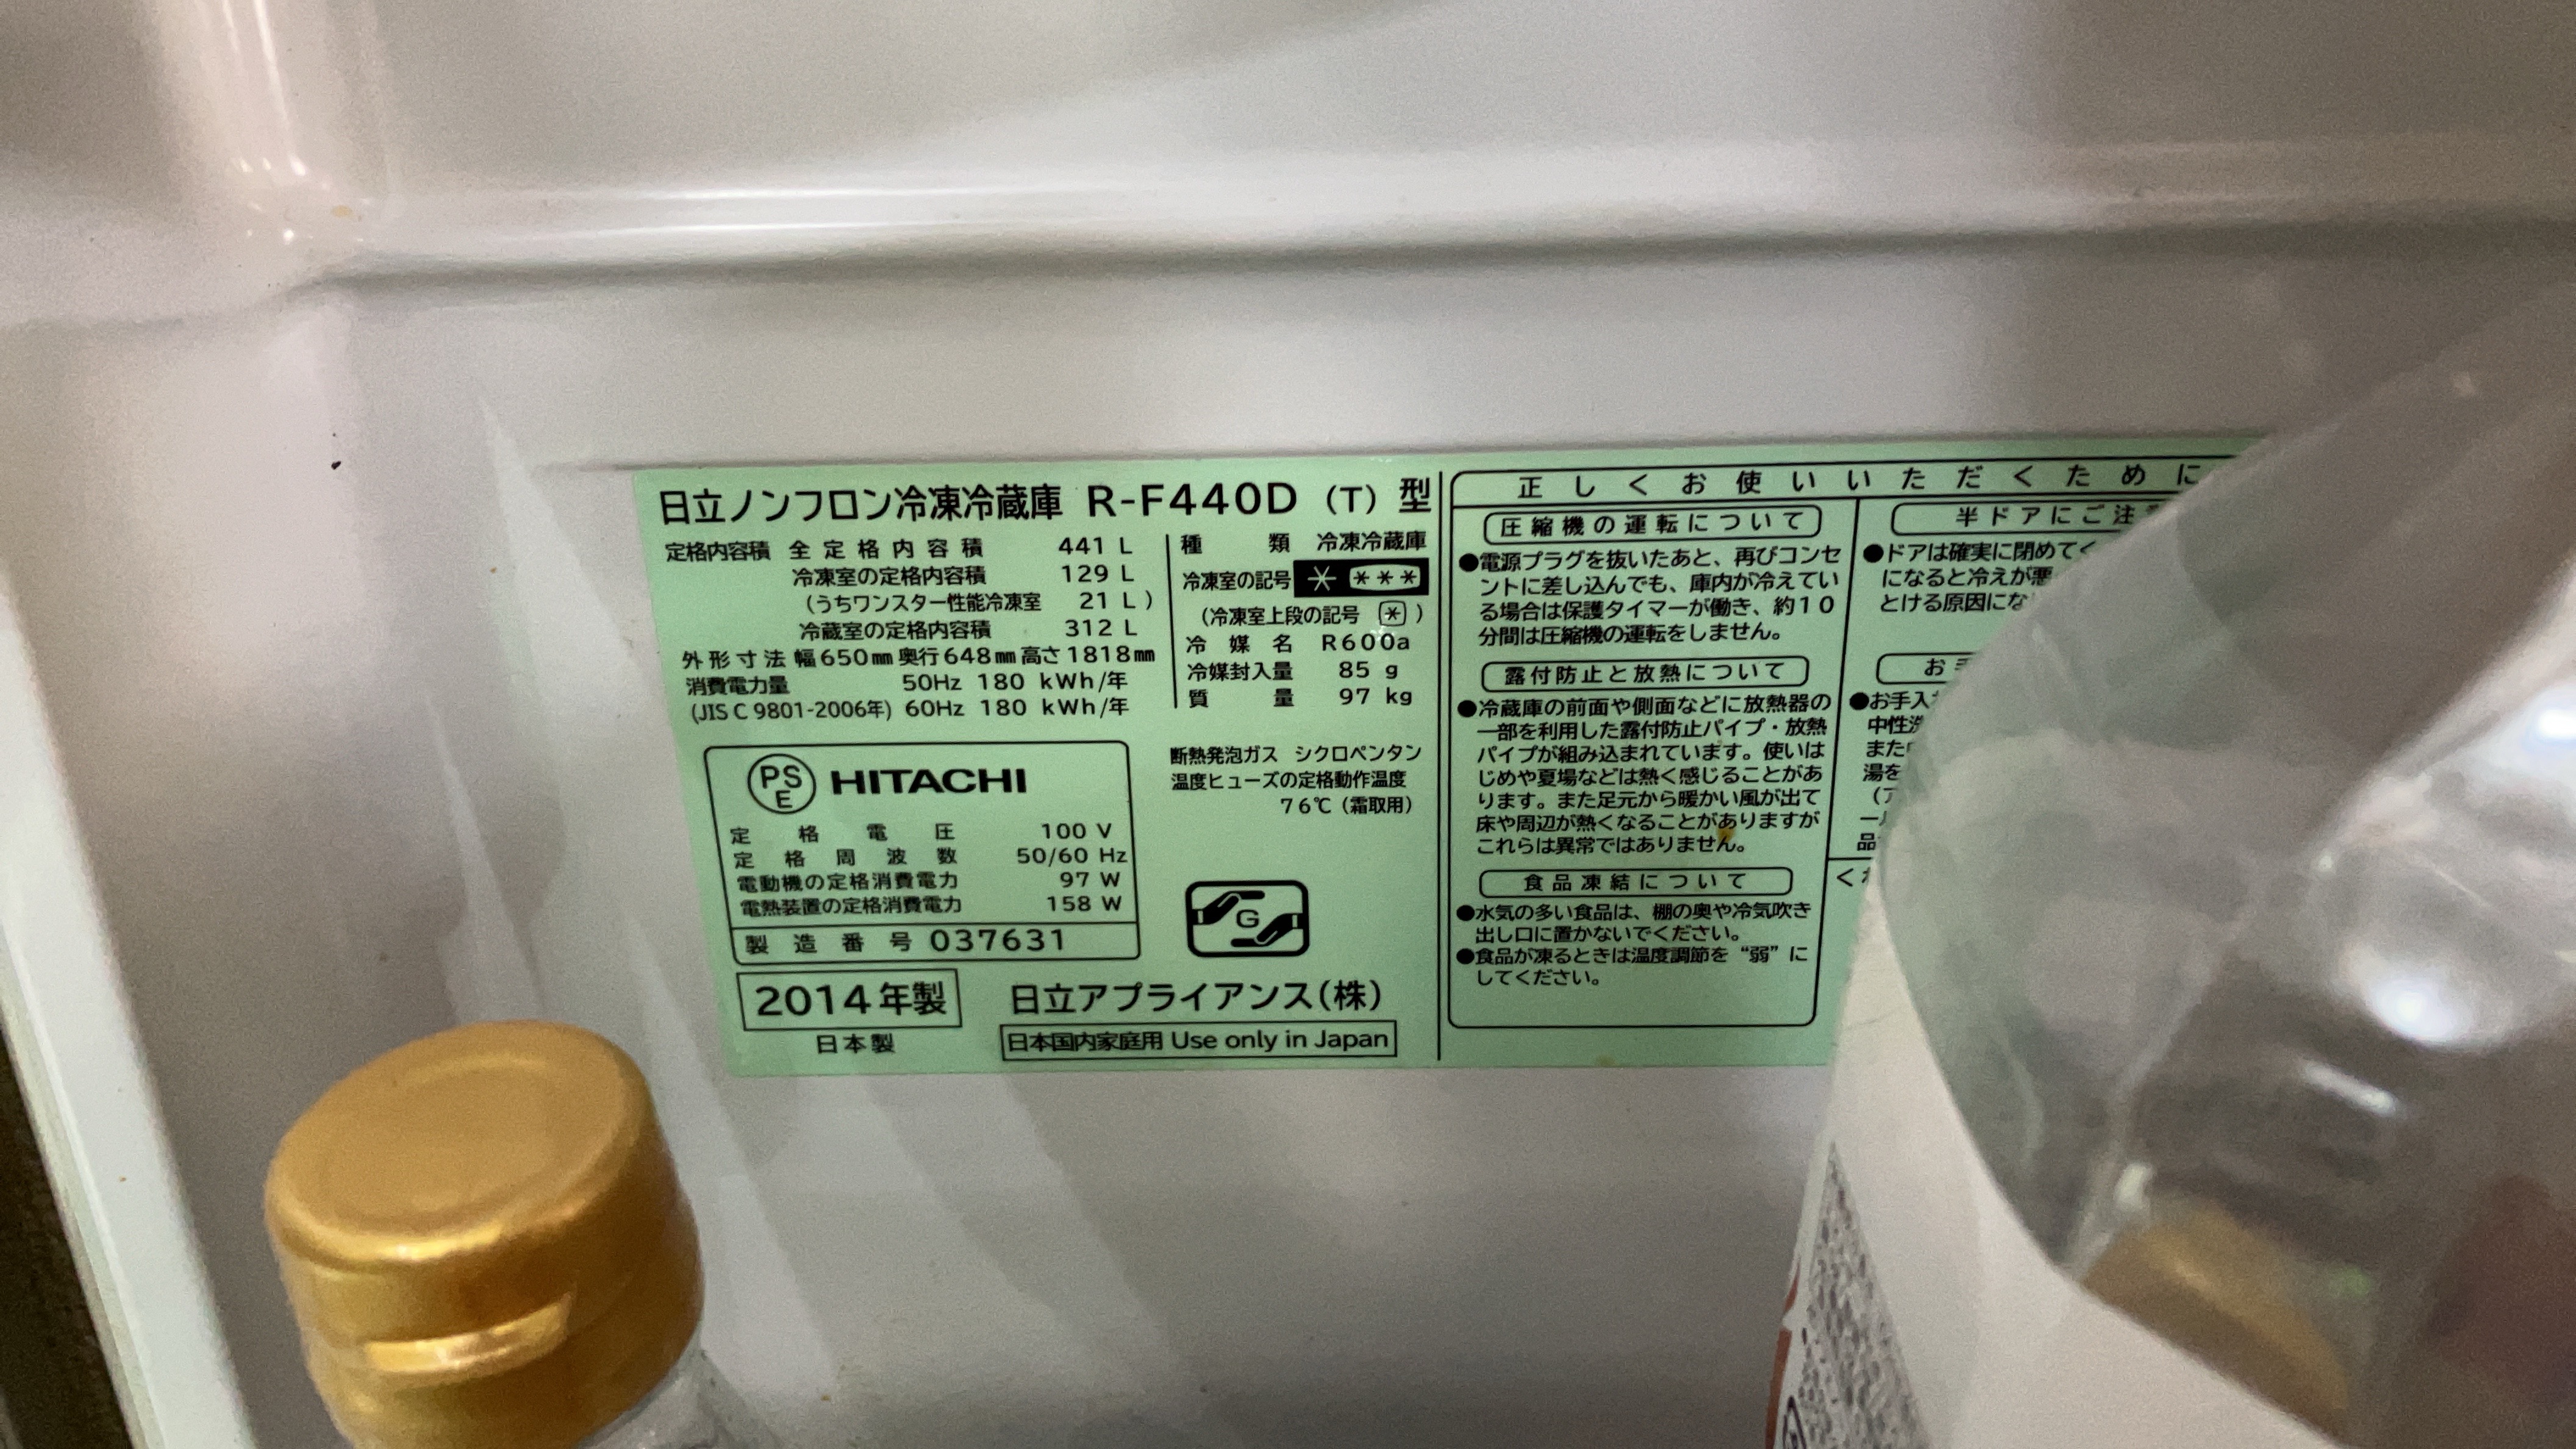 日立ノンフロン冷凍冷蔵庫 R-F440D (T) 型
定格内容積 全定格内容積 441 L
冷凍室の定格内容積 129 L
(うちワンスター性能冷凍室 21 L )
冷蔵室の定格内容積 312 L
外形寸法 幅650㎜ 奥行648㎜ 高さ1818㎜
消費電力量 50Hz 180 kWh/年
(JIS C 9801-2006年) 60Hz 180 kWh/年
種類 冷凍冷蔵庫
冷凍室の記号 * ***
(冷凍室上段の記号 * )
冷媒名 R600a
冷媒封入量 85 g
質量 97 kg
PSE HITACHI
定格電圧 100 V
定格周波数 50/60 Hz
電動機の定格消費電力 97 W
電熱装置の定格消費電力 158 W
製造番号 037631
断熱発泡ガス シクロペンタン
温度ヒューズの定格動作温度
76℃(霜取用)
G
2014年製
日本製
日立アプライアンス(株)
日本国内家庭用 Use only in Japan
正しくお使いいただくために
圧縮機の運転について
●電源プラグを抜いたあと、再びコンセ
ントに差し込んでも、庫内が冷えてい
る場合は保護タイマーが働き、約10
分間は圧縮機の運転をしません。
露付防止と放熱について
●冷蔵庫の前面や側面などに放熱器の
一部を利用した露付防止パイプ・放熱
パイプが組み込まれています。使いは
じめや夏場などは熱く感じることがあ
ります。また足元から暖かい風が出て
床や周辺が熱くなることがありますが
これらは異常ではありません。
食品凍結について
●水気の多い食品は、棚の奥や冷気吹き
出し口に置かないでください。
●食品が凍るときは温度調節を“弱”に
してください。
半ドアにご注
●ドアは確実に閉めてく
になると冷えが悪
とける原因にな
お手
●お手入
中性洗
また
湯を
(ア
品